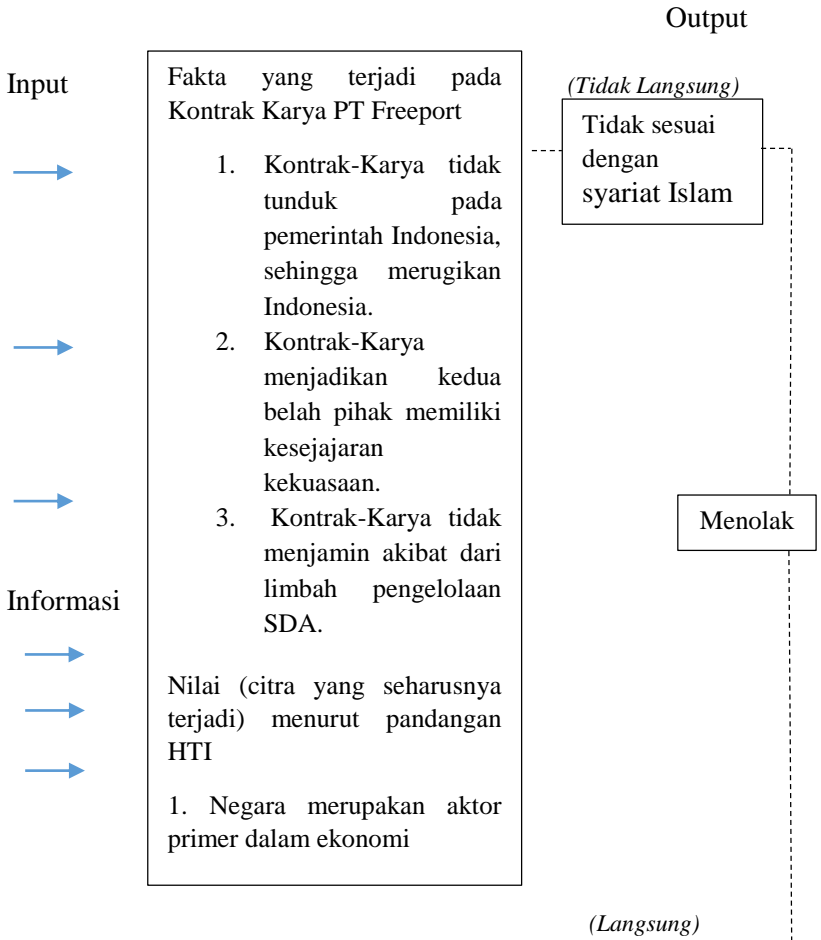 Output
Input
Fakta yang terjadi pada
Kontrak Karya PT Freeport
1. Kontrak-Karya tidak
tunduk pada
pemerintah Indonesia,
sehingga merugikan
Indonesia.
2. Kontrak-Karya
menjadikan kedua
belah pihak memiliki
kesejajaran
kekuasaan.
3. Kontrak-Karya tidak
menjamin akibat dari
limbah pengelolaan
SDA.
Nilai (citra yang seharusnya
terjadi) menurut pandangan
HTI
1. Negara merupakan aktor
primer dalam ekonomi
(Tidak Langsung)
Tidak sesuai
dengan
syariat Islam
Menolak
Informasi
(Langsung)